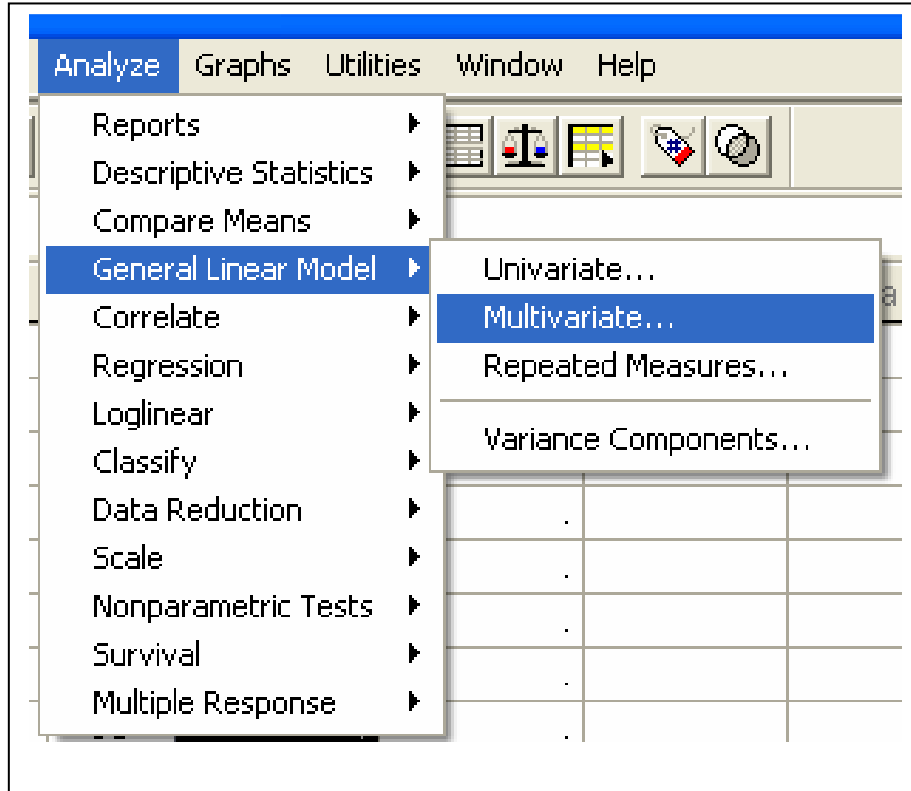 Analyze Graphs Utilities Window Help
Reports
Descriptive Statistics
Compare Means
General Linear Model
Correlate
Regression
Loglinear
Classify
Data Reduction
Scale
Nonparametric Tests
Survival
Multiple Response
Univariate...
Multivariate...
Repeated Measures...
Variance Components...